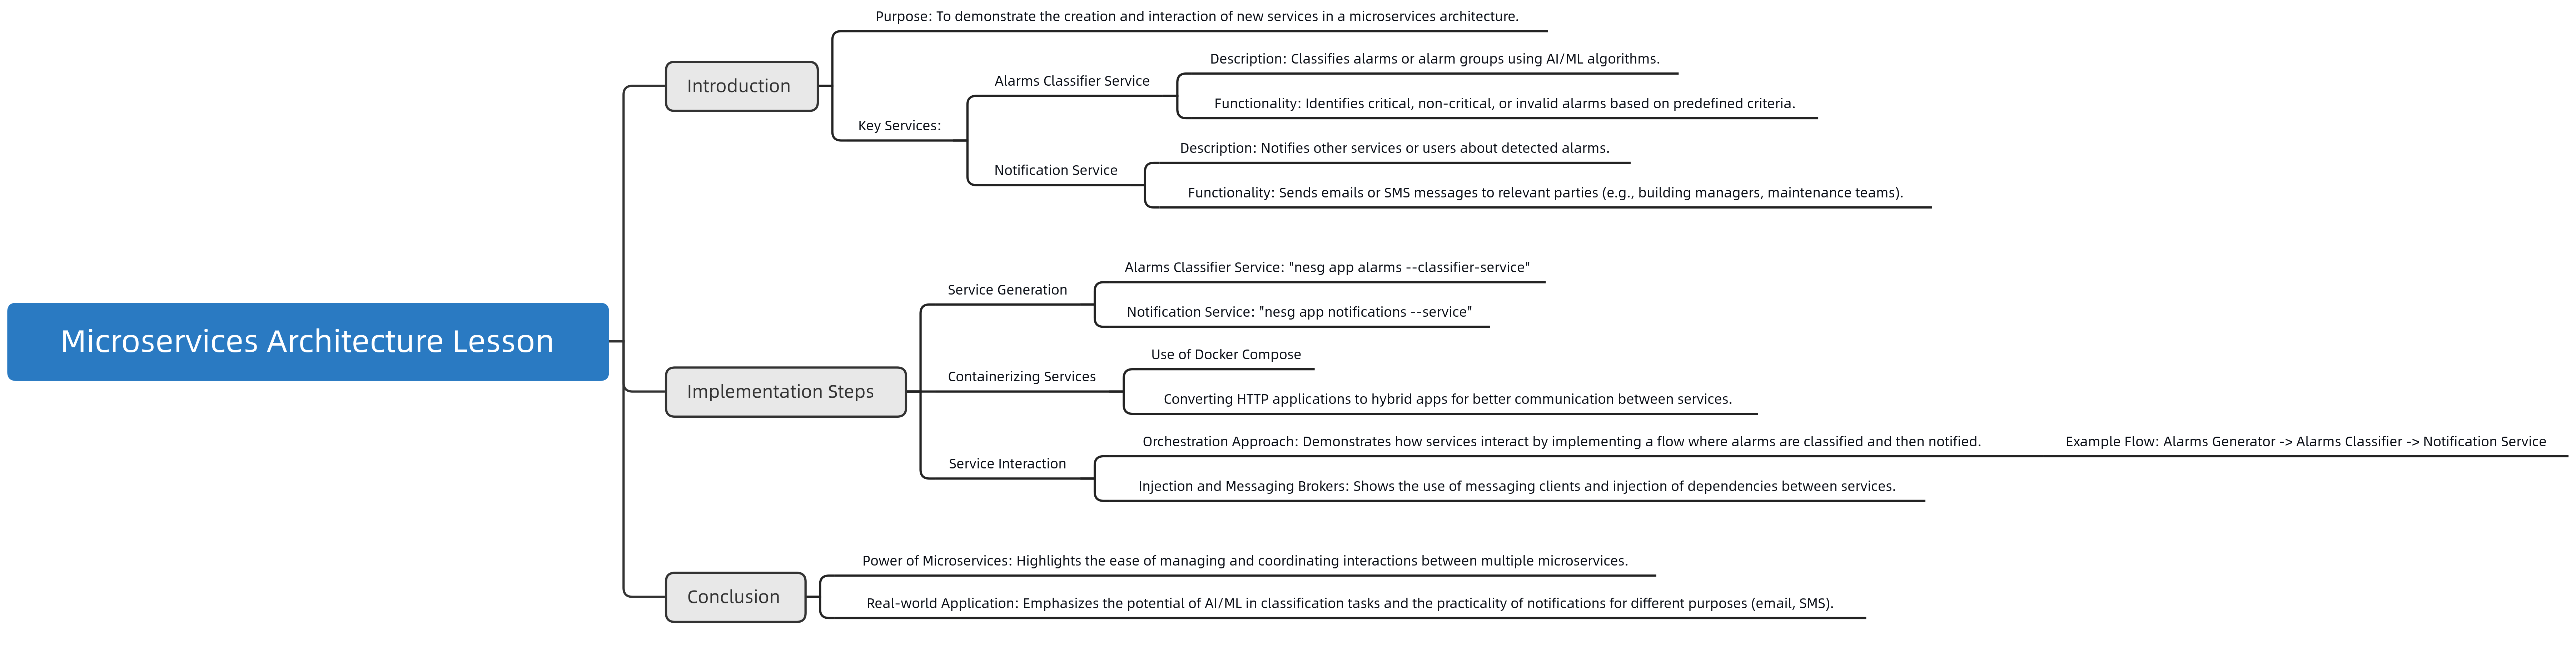 Microservices Architecture Lesson
Introduction
Purpose: To demonstrate the creation and interaction of new services in a microservices architecture.
Key Services:
Alarms Classifier Service
Description: Classifies alarms or alarm groups using AI/ML algorithms.
Functionality: Identifies critical, non-critical, or invalid alarms based on predefined criteria.
Notification Service
Description: Notifies other services or users about detected alarms.
Functionality: Sends emails or SMS messages to relevant parties (e.g., building managers, maintenance teams).
Implementation Steps
Service Generation
Alarms Classifier Service: "nesg app alarms --classifier-service"
Notification Service: "nesg app notifications --service"
Containerizing Services
Use of Docker Compose
Converting HTTP applications to hybrid apps for better communication between services.
Service Interaction
Orchestration Approach: Demonstrates how services interact by implementing a flow where alarms are classified and then notified.
Example Flow: Alarms Generator -> Alarms Classifier -> Notification Service
Injection and Messaging Brokers: Shows the use of messaging clients and injection of dependencies between services.
Conclusion
Power of Microservices: Highlights the ease of managing and coordinating interactions between multiple microservices.
Real-world Application: Emphasizes the potential of AI/ML in classification tasks and the practicality of notifications for different purposes (email, SMS).